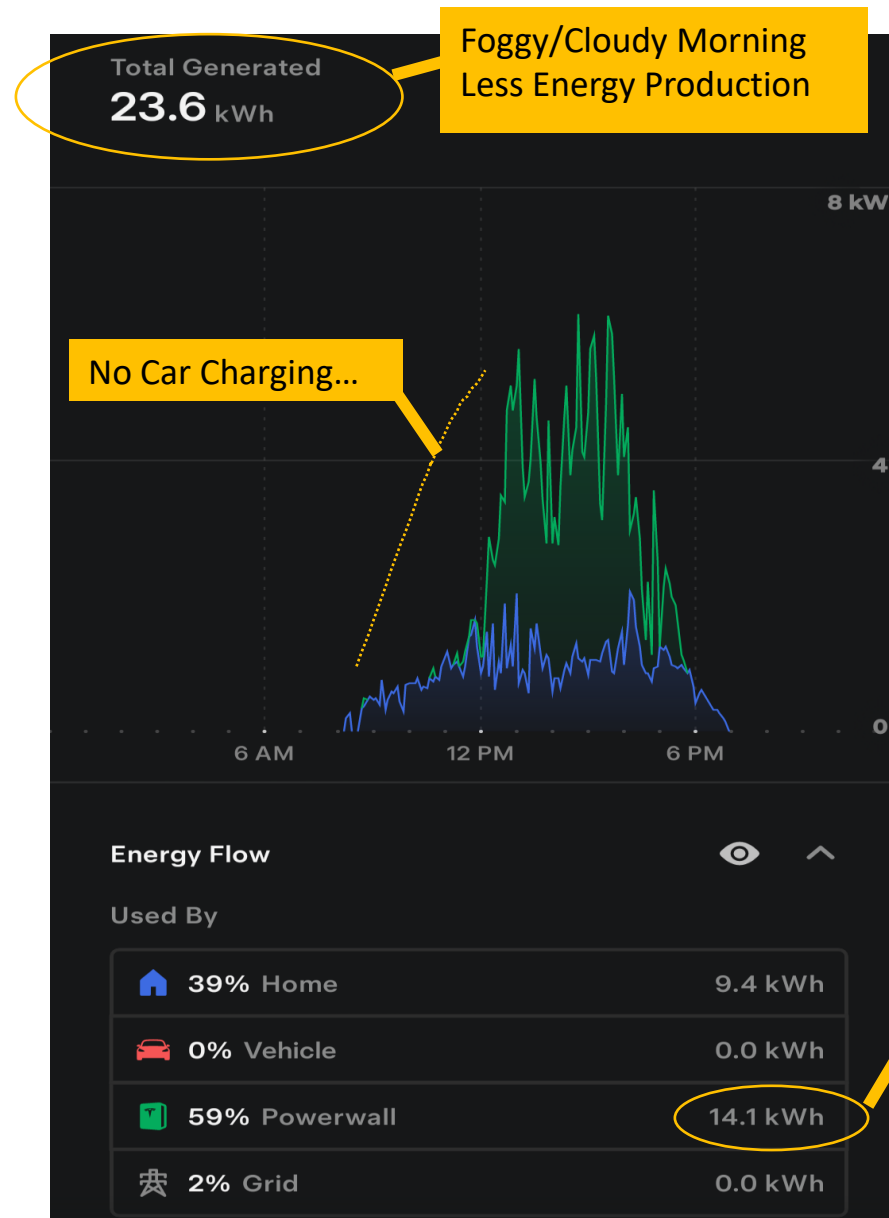 Total Generated
23.6 kWh
Foggy/Cloudy Morning
Less Energy Production
8 kW
No Car Charging…
4
0
6 AM
12 PM
6 PM
Energy Flow
Used By
39% Home
9.4 kWh
0% Vehicle
0.0 kWh
59% Powerwall
14.1 kWh
2% Grid
0.0 kWh